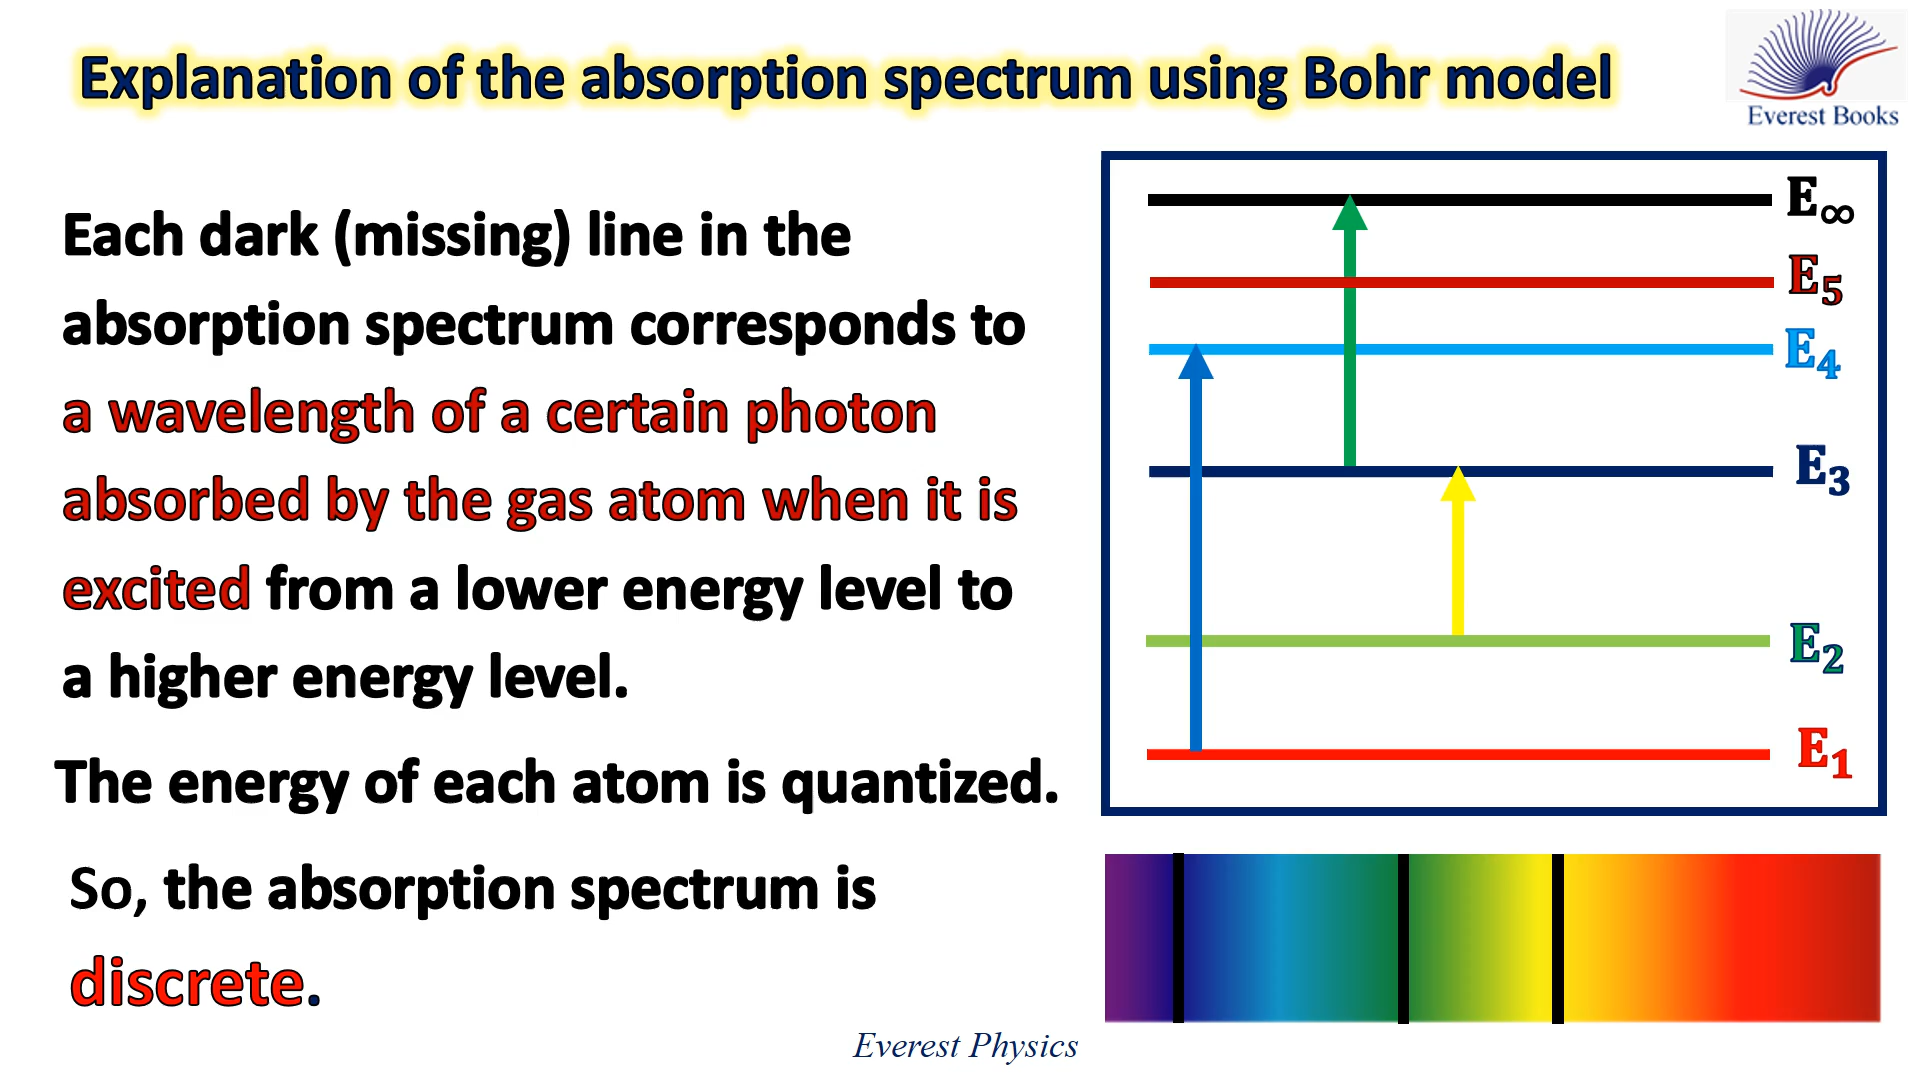 Explanation of the absorption spectrum using Bohr model
Everest Books
Each dark (missing) line in the
absorption spectrum corresponds to
a wavelength of a certain photon
absorbed by the gas atom when it is
excited from a lower energy level to
a higher energy level.
The energy of each atom is quantized.
So, the absorption spectrum is
discrete.
E∞
E₅
E₄
E₃
E₂
E₁
Everest Physics